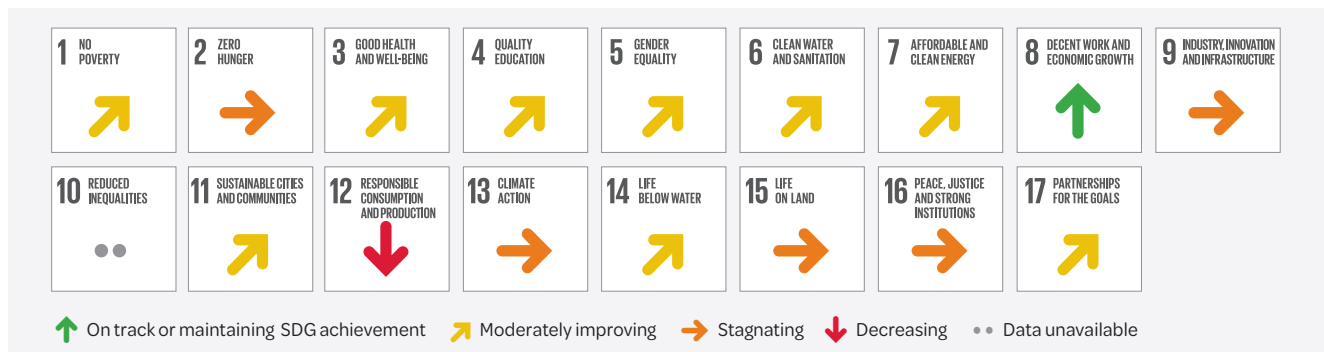 1 NO
POVERTY
2 ZERO
HUNGER
3 GOOD HEALTH
AND WELL-BEING
4 QUALITY
EDUCATION
5 GENDER
EQUALITY
6 CLEAN WATER
AND SANITATION
7 AFFORDABLE AND
CLEAN ENERGY
8 DECENT WORK AND
ECONOMIC GROWTH
9 INDUSTRY, INNOVATION
AND INFRASTRUCTURE
10 REDUCED
INEQUALITIES
11 SUSTAINABLE CITIES
AND COMMUNITIES
12 RESPONSIBLE
CONSUMPTION
AND PRODUCTION
13 CLIMATE
ACTION
14 LIFE
BELOW WATER
15 LIFE
ON LAND
16 PEACE, JUSTICE
AND STRONG
INSTITUTIONS
17 PARTNERSHIPS
FOR THE GOALS
On track or maintaining SDG achievement
Moderately improving
Stagnating
Decreasing
Data unavailable